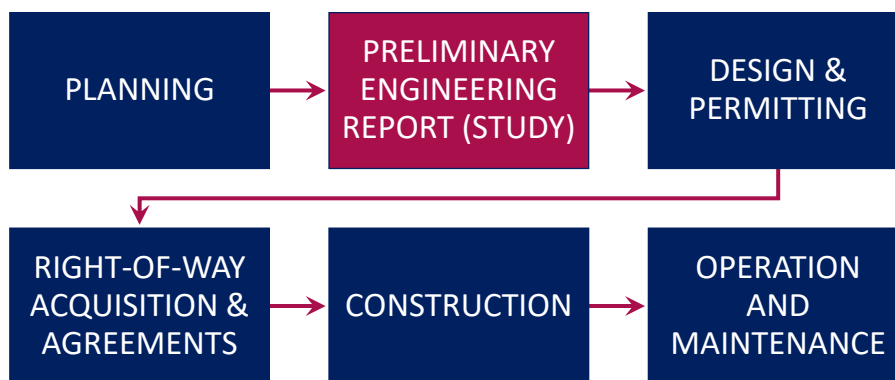 PLANNING
PRELIMINARY
ENGINEERING
REPORT (STUDY)
DESIGN &
PERMITTING
RIGHT-OF-WAY
ACQUISITION &
AGREEMENTS
CONSTRUCTION
OPERATION
AND
MAINTENANCE